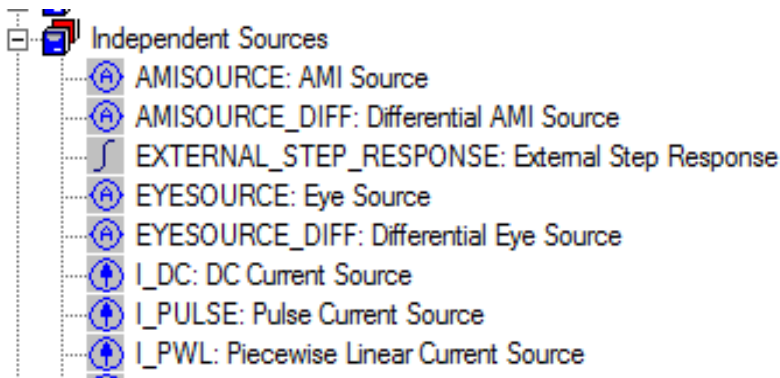 Independent Sources
AMISOURCE: AMI Source
AMISOURCE_DIFF: Differential AMI Source
EXTERNAL_STEP_RESPONSE: External Step Response
EYESOURCE: Eye Source
EYESOURCE_DIFF: Differential Eye Source
I_DC: DC Current Source
I_PULSE: Pulse Current Source
I_PWL: Piecewise Linear Current Source